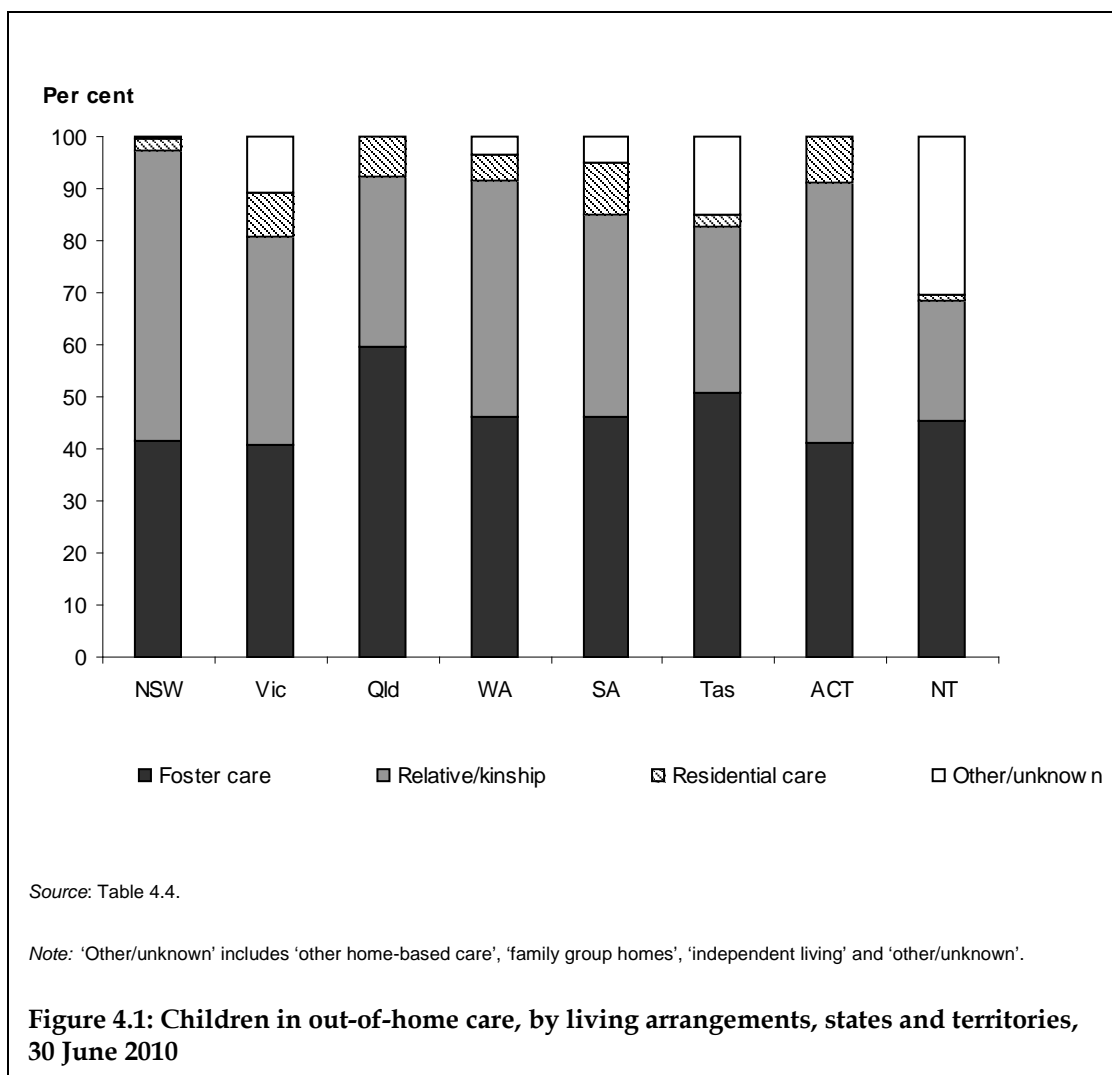 Per cent
100
90
80
70
60
50
40
30
20
10
0
NSW Vic Qld WA SA Tas ACT NT
Foster care Relative/kinship Residential care Other/unknown
Source: Table 4.4.
Note: ‘Other/unknown’ includes ‘other home-based care’, ‘family group homes’, ‘independent living’ and ‘other/unknown’.
Figure 4.1: Children in out-of-home care, by living arrangements, states and territories,
30 June 2010